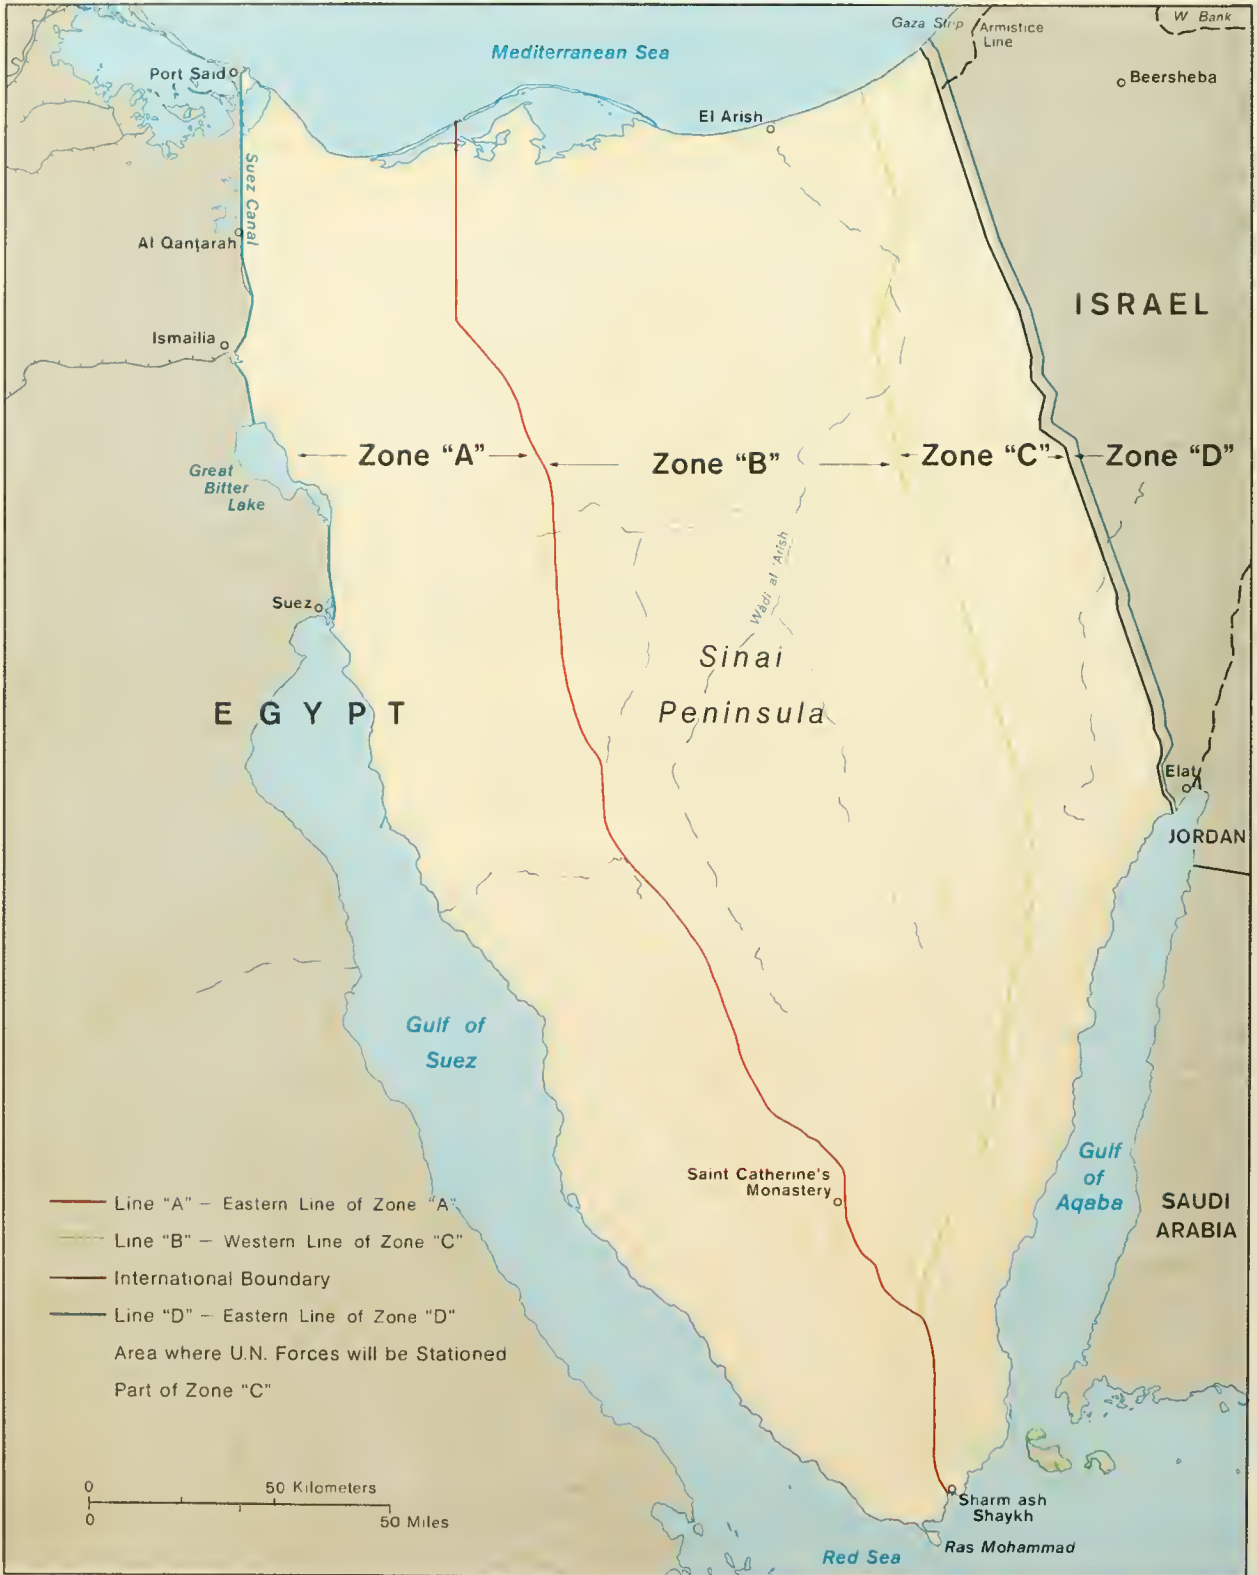 Gaza Strip
Armistice
Line
W Bank
Mediterranean Sea
Port Said
Beersheba
El Arish
Suez Canal
Al Qanţarah
ISRAEL
Ismailia
Zone “A”
Zone “B”
Zone “C”
Zone “D”
Great
Bitter
Lake
Wādī al ‘Arish
Suez
Sinai
Peninsula
EGYPT
Elat
JORDAN
Gulf of
Suez
Saint Catherine's
Monastery
Gulf
of
Aqaba
SAUDI
ARABIA
Line “A” – Eastern Line of Zone “A”
Line “B” – Western Line of Zone “C”
International Boundary
Line “D” – Eastern Line of Zone “D”
Area where U.N. Forces will be Stationed
Part of Zone “C”
0 50 Kilometers
0 50 Miles
Sharm ash
Shaykh
Ras Mohammad
Red Sea